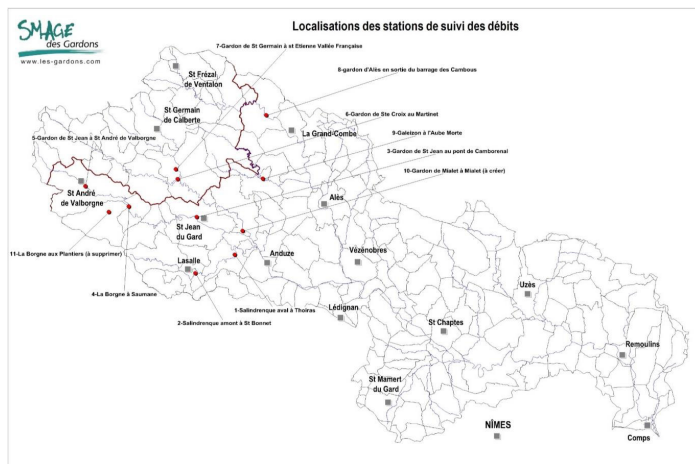 SMAGE
des Gardons
www.les-gardons.com
Localisations des stations de suivi des débits
7-Gardon de St Germain à st Etienne Vallée Française
8-gardon d'Alès en sortie du barrage des Cambous
St Frézal
de Ventalon
6-Gardon de Ste Croix au Martinet
St Germain
de Calberte
La Grand-Combe
9-Galeizon à l'Aube Morte
5-Gardon de St Jean à St André de Valborgne
3-Gardon de St Jean au pont de Camborenal
10-Gardon de Mialet à Mialet (à créer)
St André
de Valborgne
Alès
St Jean
du Gard
11-La Borgne aux Plantiers (à supprimer)
Lasalle
Anduze
Vézénobres
Uzès
4-La Borgne à Saumane
1-Salindrenque aval à Thoiras
Lédignan
2-Salindrenque amont à St Bonnet
St Chaptes
Remoulins
St Mamert
du Gard
NÎMES
Comps